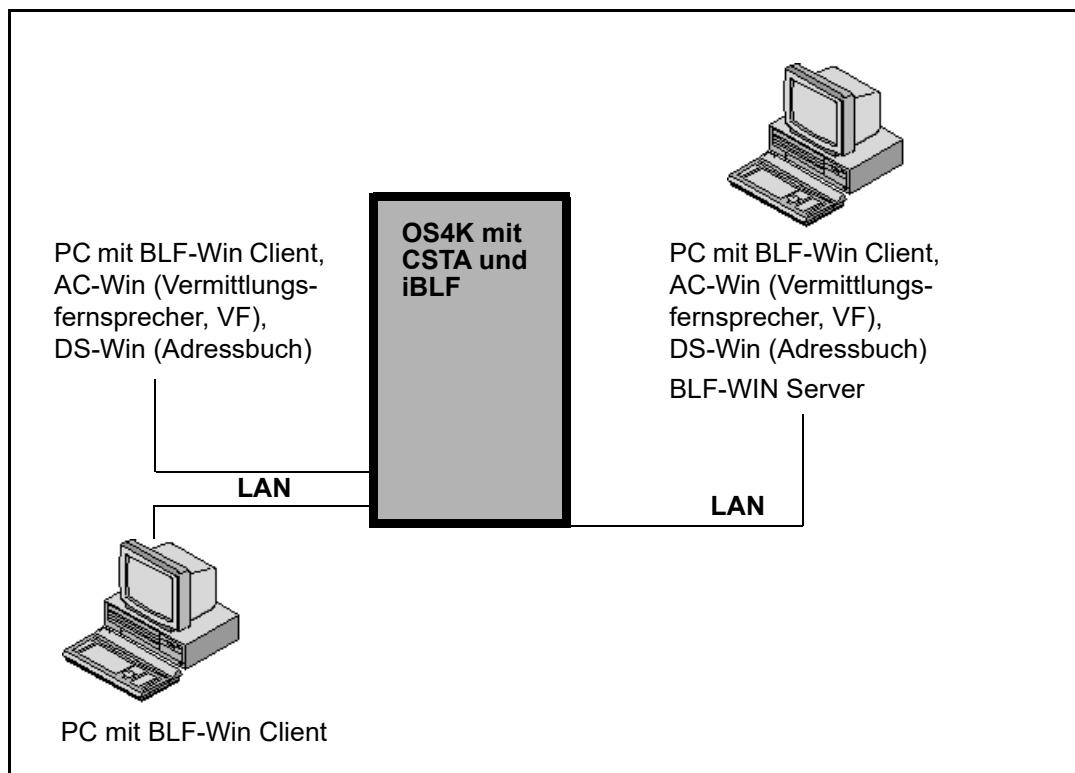 OS4K mit
CSTA und
iBLF
PC mit BLF-Win Client,
AC-Win (Vermittlungs-
fernsprecher, VF),
DS-Win (Adressbuch)
PC mit BLF-Win Client,
AC-Win (Vermittlungs-
fernsprecher, VF),
DS-Win (Adressbuch)
BLF-WIN Server
LAN
LAN
PC mit BLF-Win Client